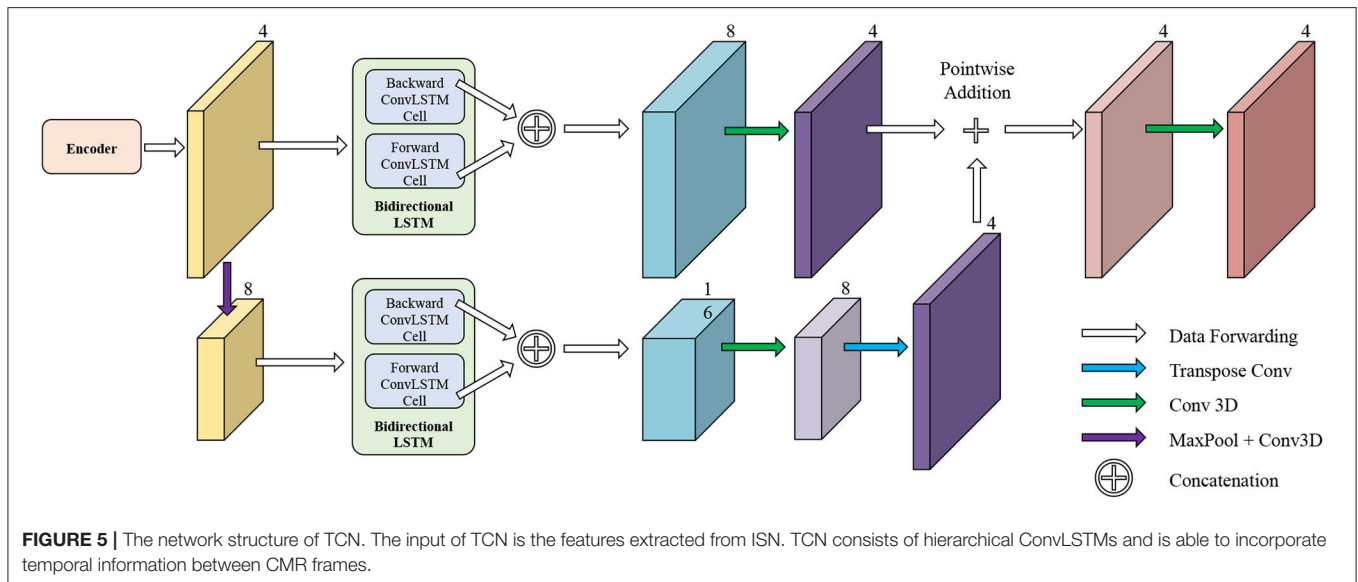 4
8
4
4
4
Pointwise
Addition
Encoder
Backward
ConvLSTM
Cell
Forward
ConvLSTM
Cell
Bidirectional
LSTM
8
1
6
8
4
Backward
ConvLSTM
Cell
Forward
ConvLSTM
Cell
Bidirectional
LSTM
Data Forwarding
Transpose Conv
Conv 3D
MaxPool + Conv3D
Concatenation
FIGURE 5 | The network structure of TCN. The input of TCN is the features extracted from ISN. TCN consists of hierarchical ConvLSTMs and is able to incorporate
temporal information between CMR frames.